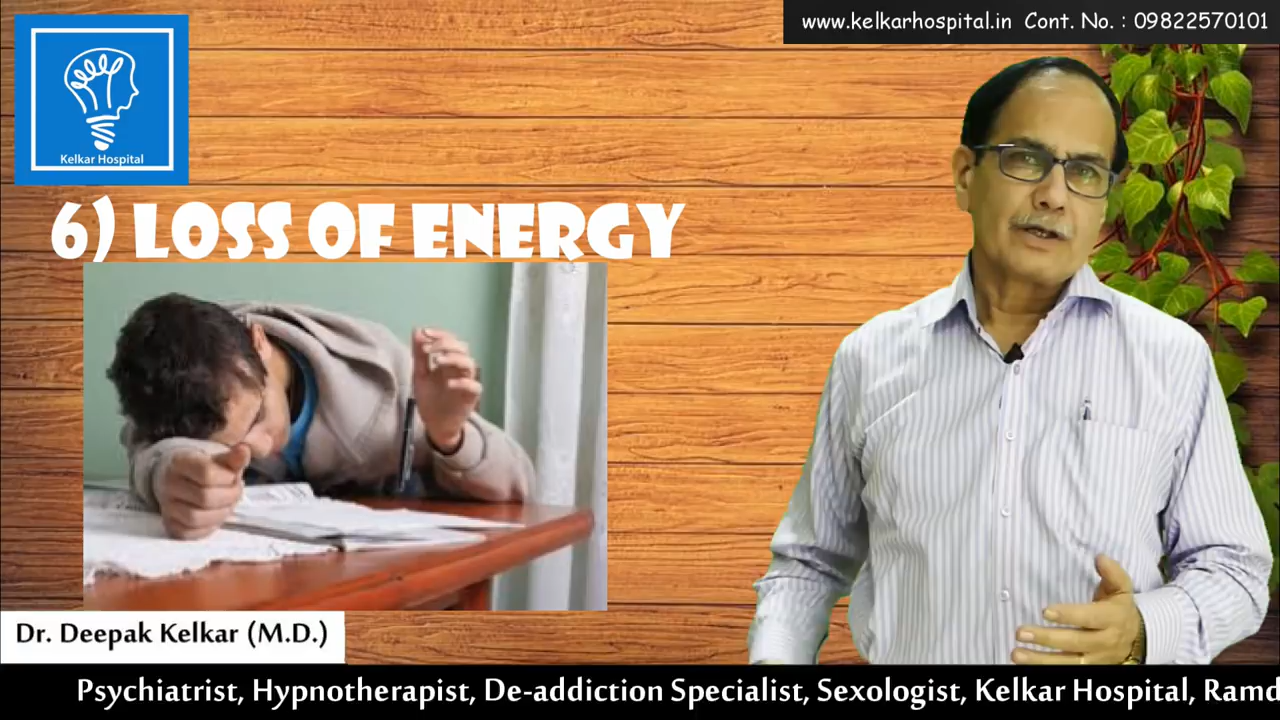 www.kelkarhospital.in Cont. No. : 09822570101
Kelkar Hospital
6) LOSS OF ENERGY
Dr. Deepak Kelkar (M.D.)
Psychiatrist, Hypnotherapist, De-addiction Specialist, Sexologist, Kelkar Hospital, Ramd